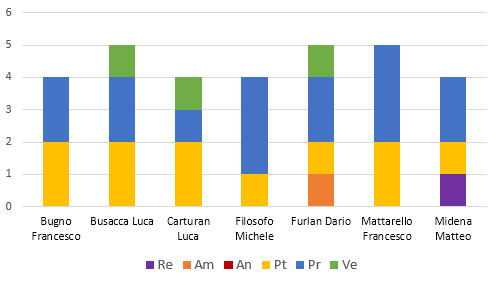 6
5
4
3
2
1
0
Bugno Francesco
Busacca Luca
Carturan Luca
Filosofo Michele
Furlan Dario
Mattarello Francesco
Midena Matteo
Re Am An Pt Pr Ve